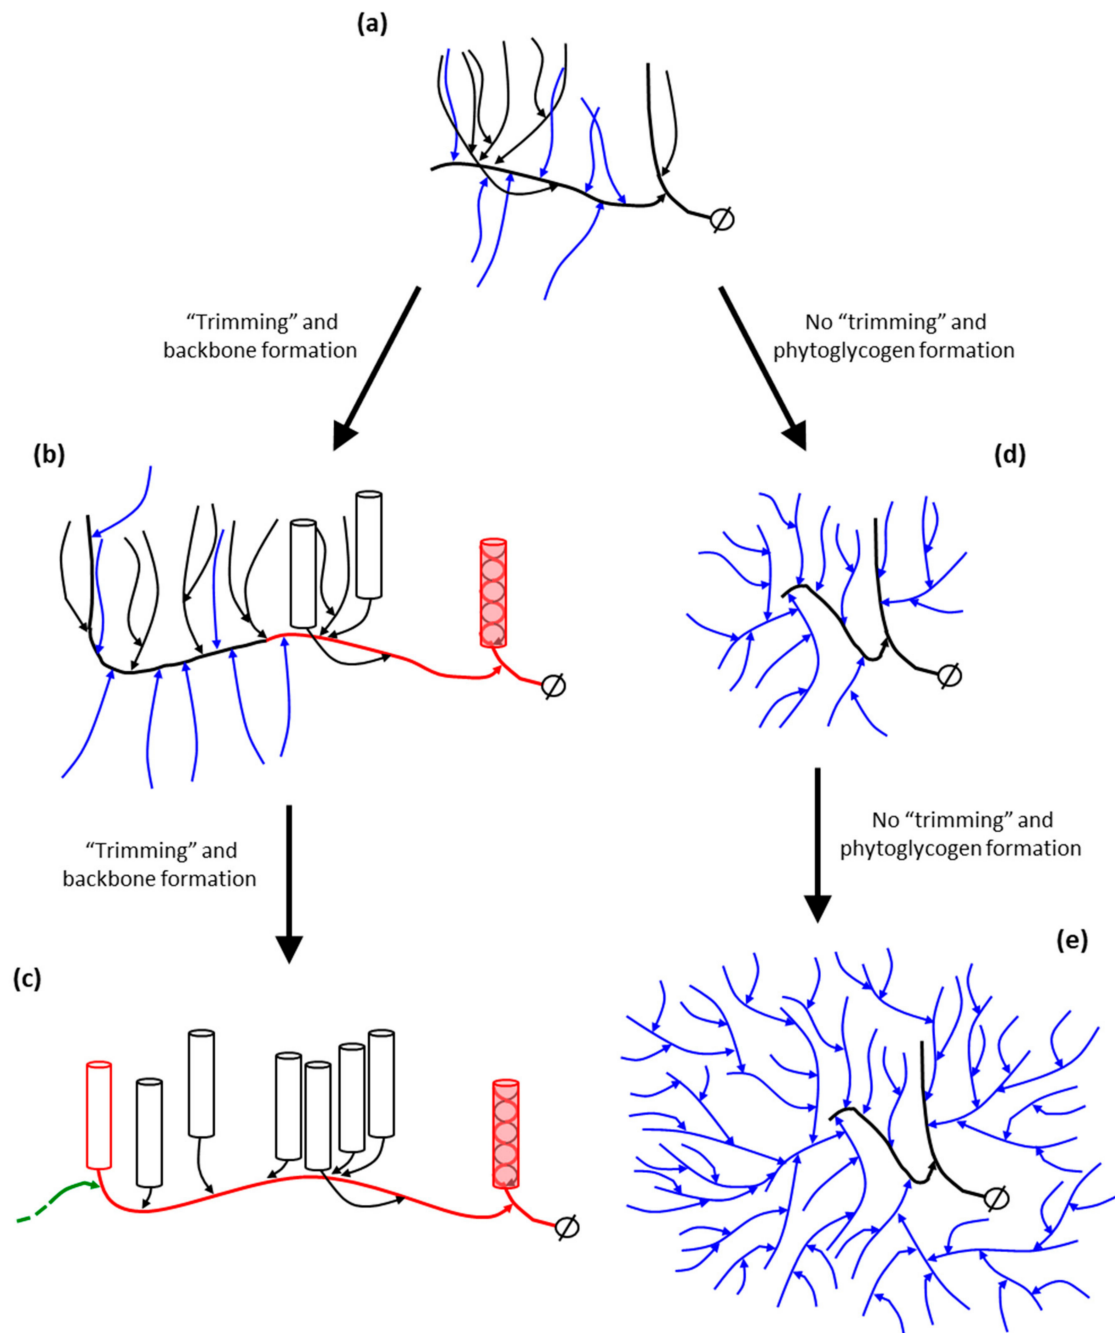 (a)
“Trimming” and
backbone formation
No “trimming” and
phytoglycogen formation
(b)
(d)
“Trimming” and
backbone formation
No “trimming” and
phytoglycogen formation
(c)
(e)